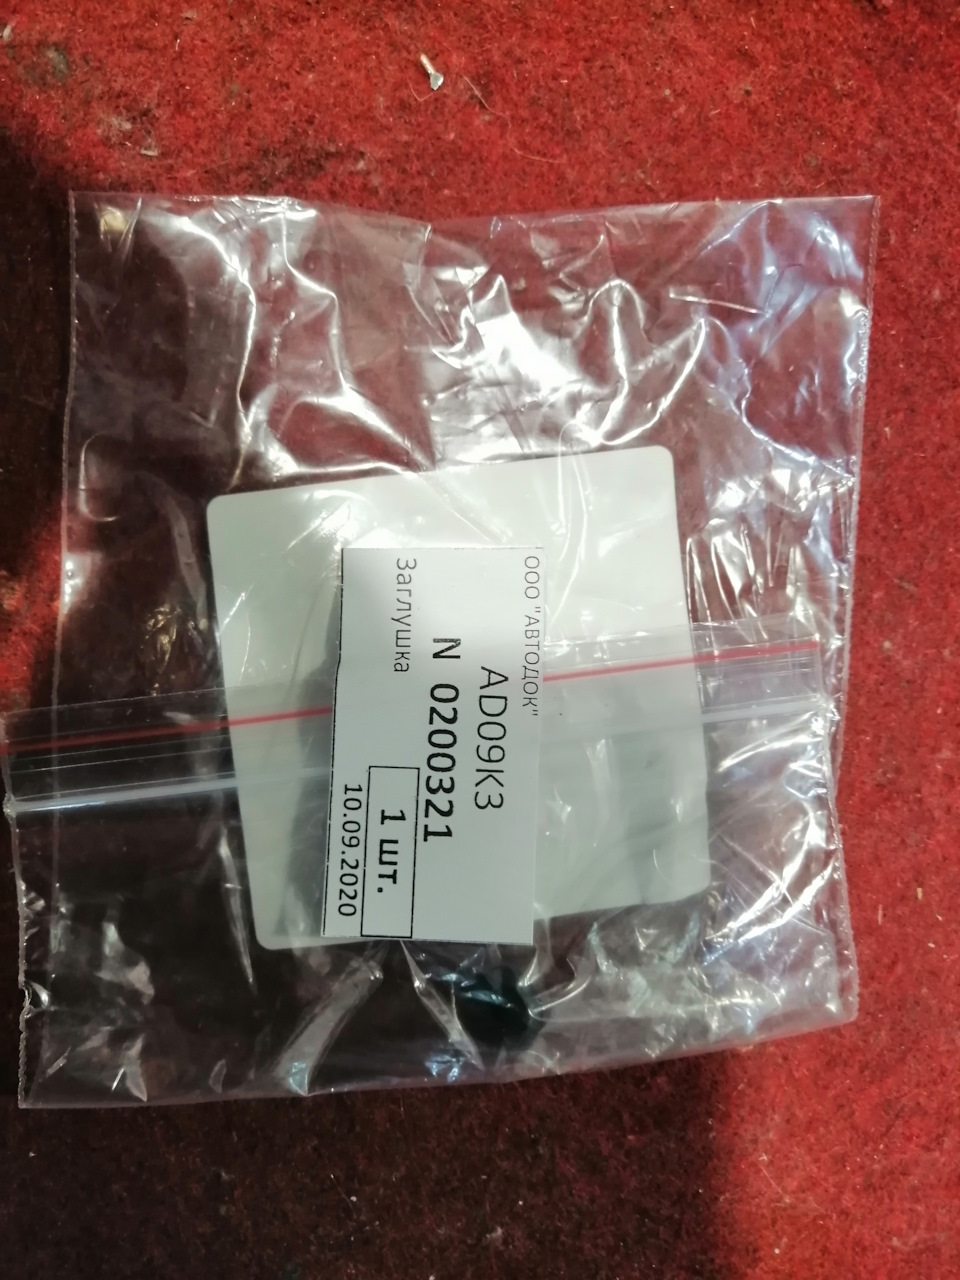 ООО "АВТОДОК"
AD09K3
N 0200321
Заглушка
1 шт.
10.09.2020